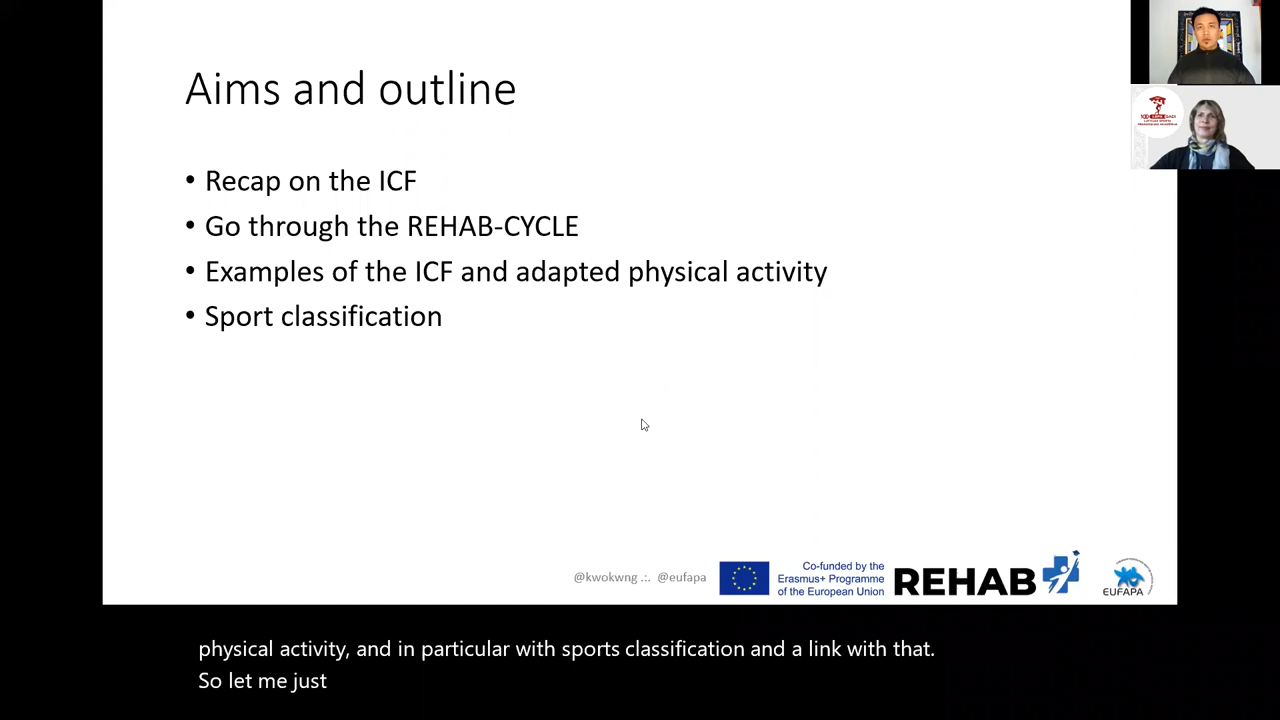 Aims and outline
• Recap on the ICF
• Go through the REHAB-CYCLE
• Examples of the ICF and adapted physical activity
• Sport classification
@kwokwng .:. @eufapa
Co-funded by the
Erasmus+ Programme
of the European Union
REHAB
EUFAPA
physical activity, and in particular with sports classification and a link with that.
So let me just